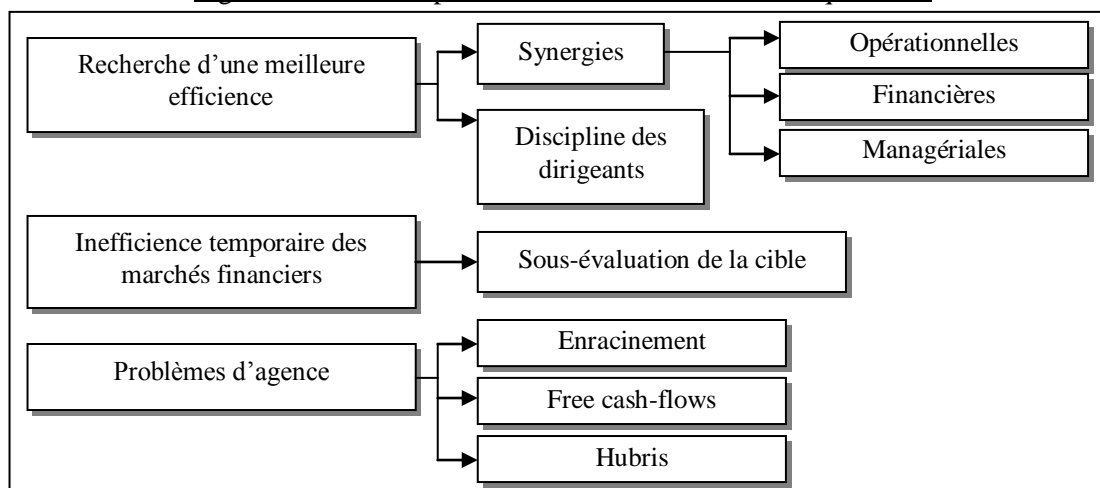 Recherche d'une meilleure
efficience
Synergies
Opérationnelles
Financières
Managériales
Discipline des
dirigeants
Inefficience temporaire des
marchés financiers
Sous-évaluation de la cible
Problèmes d'agence
Enracinement
Free cash-flows
Hubris